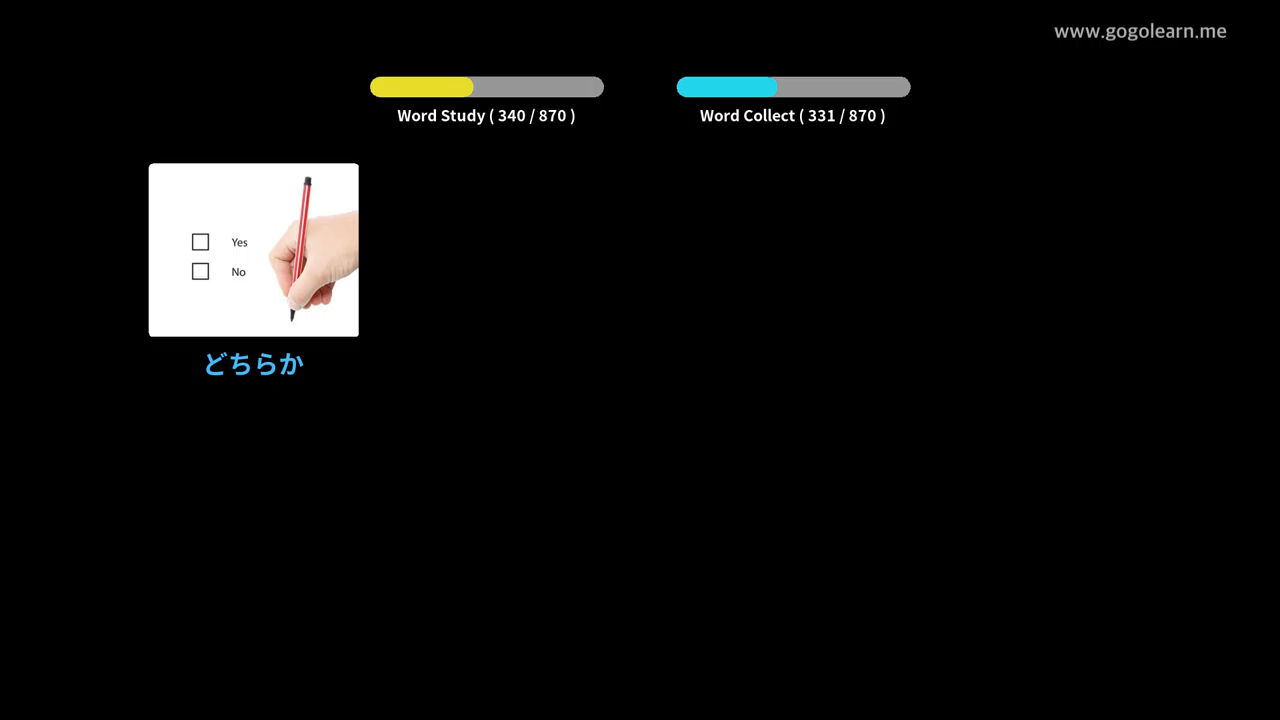 www.gogolearn.me
Word Study ( 340 / 870 )
Word Collect ( 331 / 870 )
Yes
No
どちらか